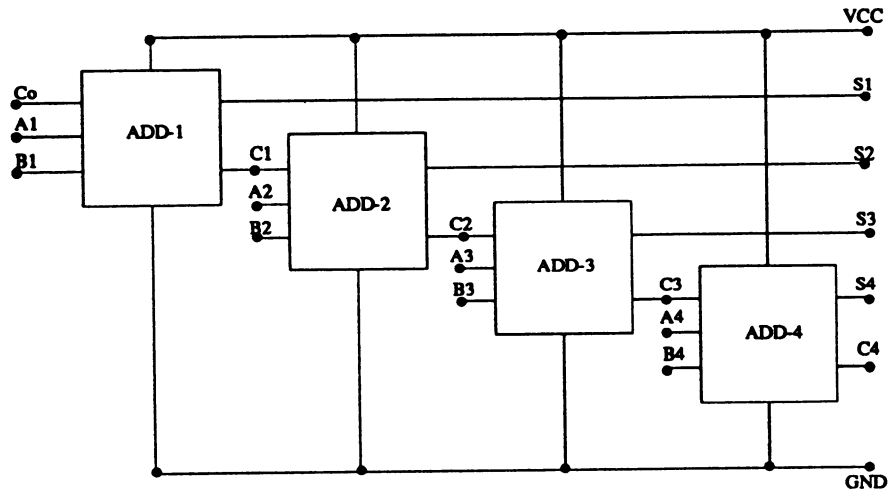 VCC
Co
S1
A1
ADD-1
B1
C1
S2
A2
ADD-2
B2
C2
S3
A3
ADD-3
B3
C3
S4
A4
ADD-4
B4
C4
GND